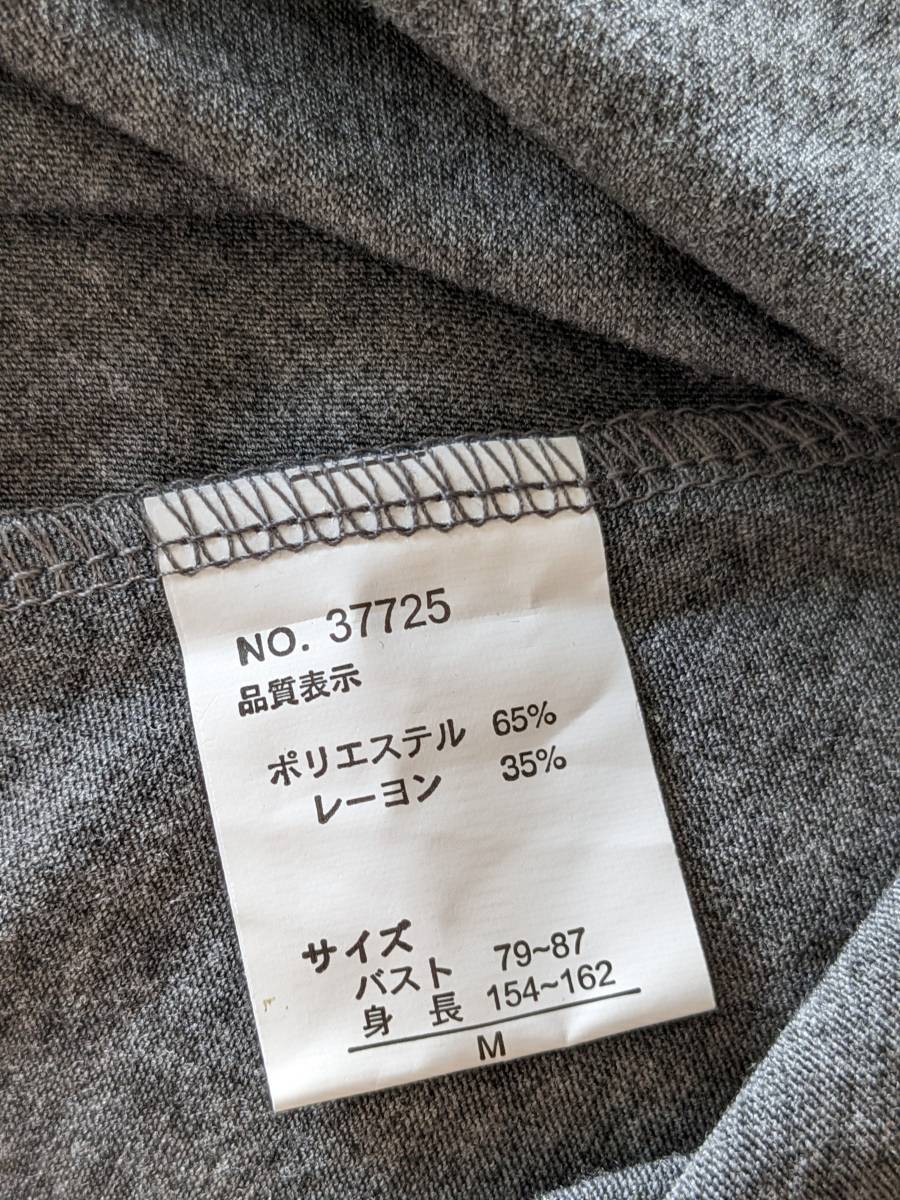 NO. 37725
品質表示
ポリエステル 65%
レーヨン 35%
サイズ
バスト 79~87
身長 154~162
M